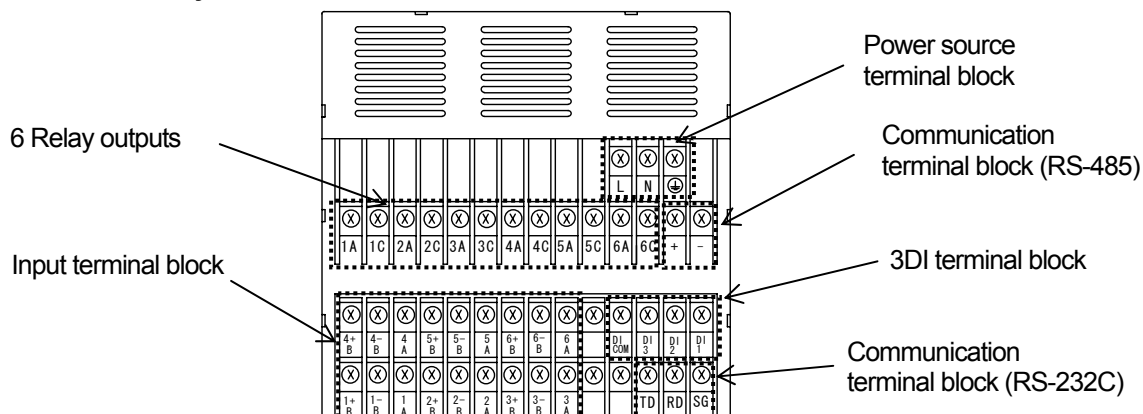 Power source
terminal block
6 Relay outputs
Communication
terminal block (RS-485)
L N
1A 1C 2A 2C 3A 3C 4A 4C 5A 5C 6A 6C + -
Input terminal block
3DI terminal block
4+ 4- 4 5+ 5- 5 6+ 6- 6 DI DI DI DI
B B A B B A B B A COM 3 2 1
Communication
terminal block (RS-232C)
1+ 1- 1 2+ 2- 2 3+ 3- 3 TD RD SG
B B A B B A B B A